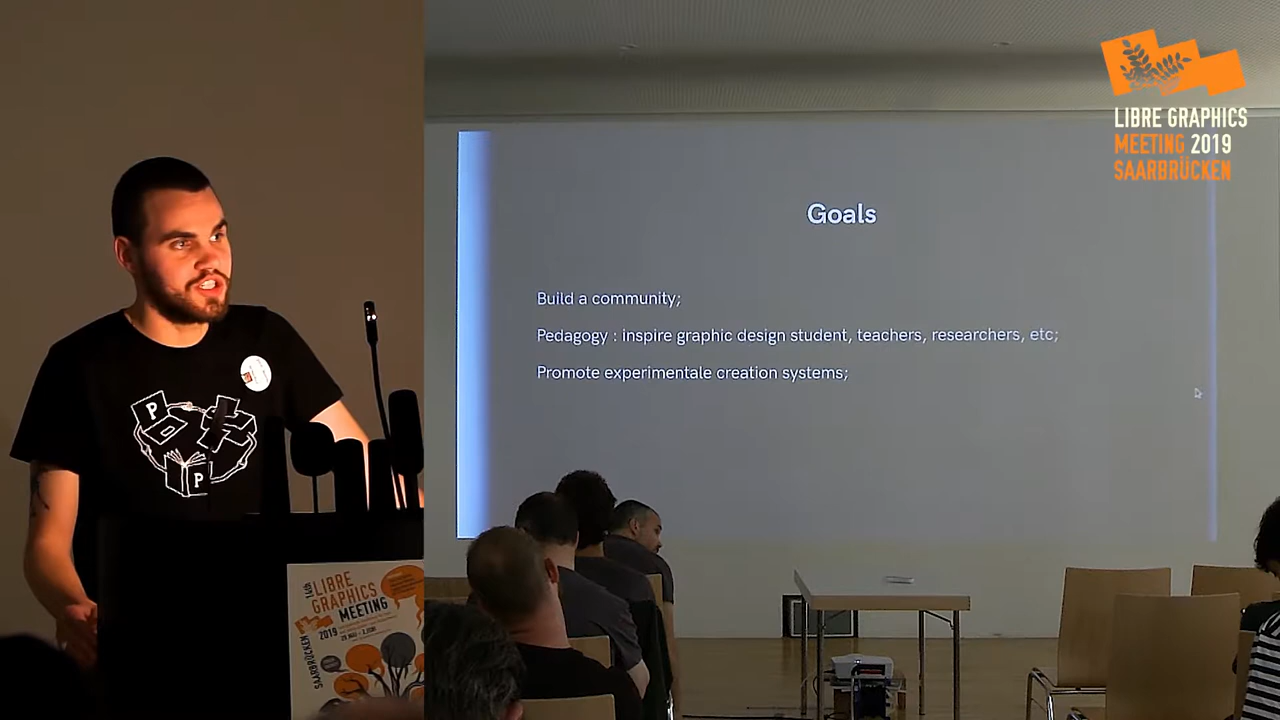 LIBRE GRAPHICS
MEETING 2019
SAARBRÜCKEN
Goals
Build a community;
Pedagogy : inspire graphic design student, teachers, researchers, etc;
Promote experimentale creation systems;
P
P
LIBRE
GRAPHICS
MEETING
2019
SAARBRÜCKEN